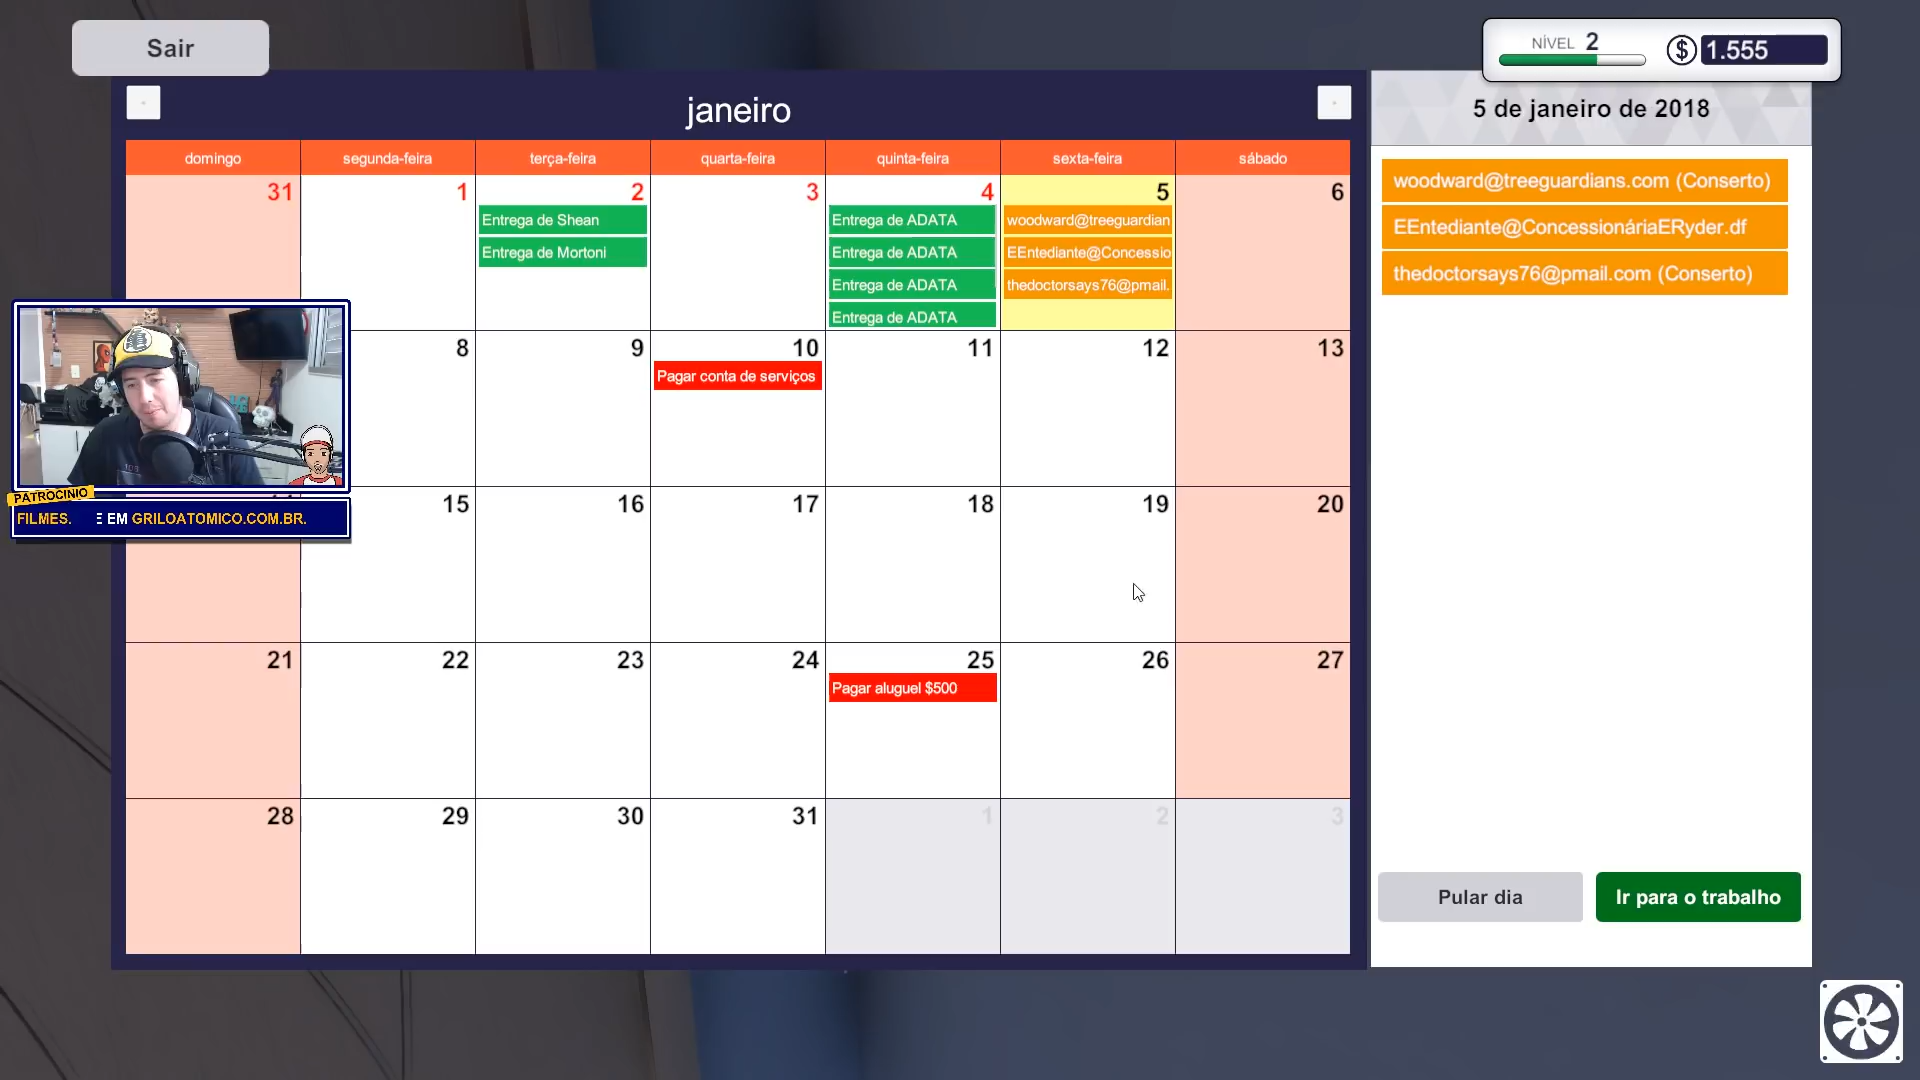 Sair
NÍVEL 2
$ 1.555
janeiro
5 de janeiro de 2018
domingo segunda-feira terça-feira quarta-feira quinta-feira sexta-feira sábado
31 1 2 3 4 5 6
Entrega de Shean
Entrega de Mortoni
Entrega de ADATA
Entrega de ADATA
Entrega de ADATA
Entrega de ADATA
woodward@treeguardian
EEntediante@Concessio
thedoctorsays76@pmail.
8 9 10 11 12 13
Pagar conta de serviços
15 16 17 18 19 20
21 22 23 24 25 26 27
Pagar aluguel $500
28 29 30 31 1 2 3
woodward@treeguardians.com (Conserto)
EEntediante@ConcessionáriaERyder.df
thedoctorsays76@pmail.com (Conserto)
Pular dia
Ir para o trabalho
PATROCINIO
FILMES. E EM GRILOATOMICO.COM.BR.